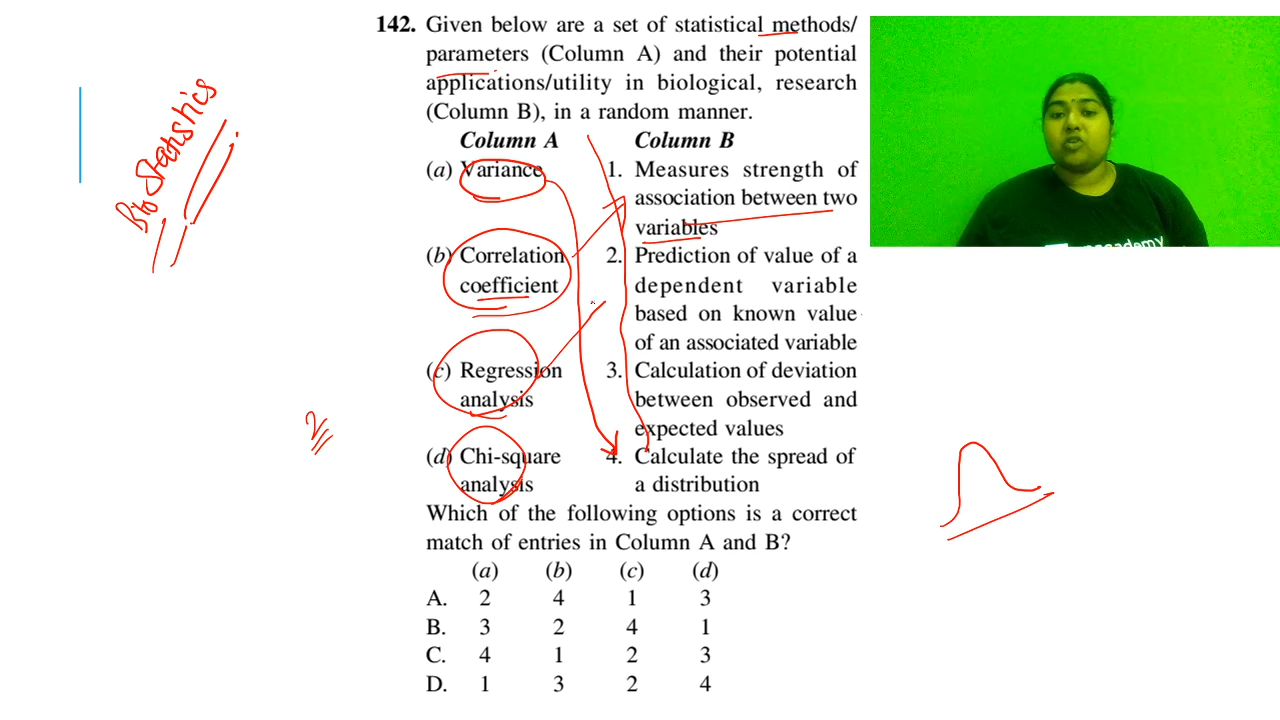 142. Given below are a set of statistical methods/
parameters (Column A) and their potential
applications/utility in biological, research
(Column B), in a random manner.
Column A Column B
(a) Variance 1. Measures strength of
association between two
variables
(b) Correlation 2. Prediction of value of a
coefficient dependent variable
based on known value
of an associated variable
(c) Regression 3. Calculation of deviation
analysis between observed and
expected values
(d) Chi-square 4. Calculate the spread of
analysis a distribution
Which of the following options is a correct
match of entries in Column A and B?
(a) (b) (c) (d)
A. 2 4 1 3
B. 3 2 4 1
C. 4 1 2 3
D. 1 3 2 4
Bio Statistics
2